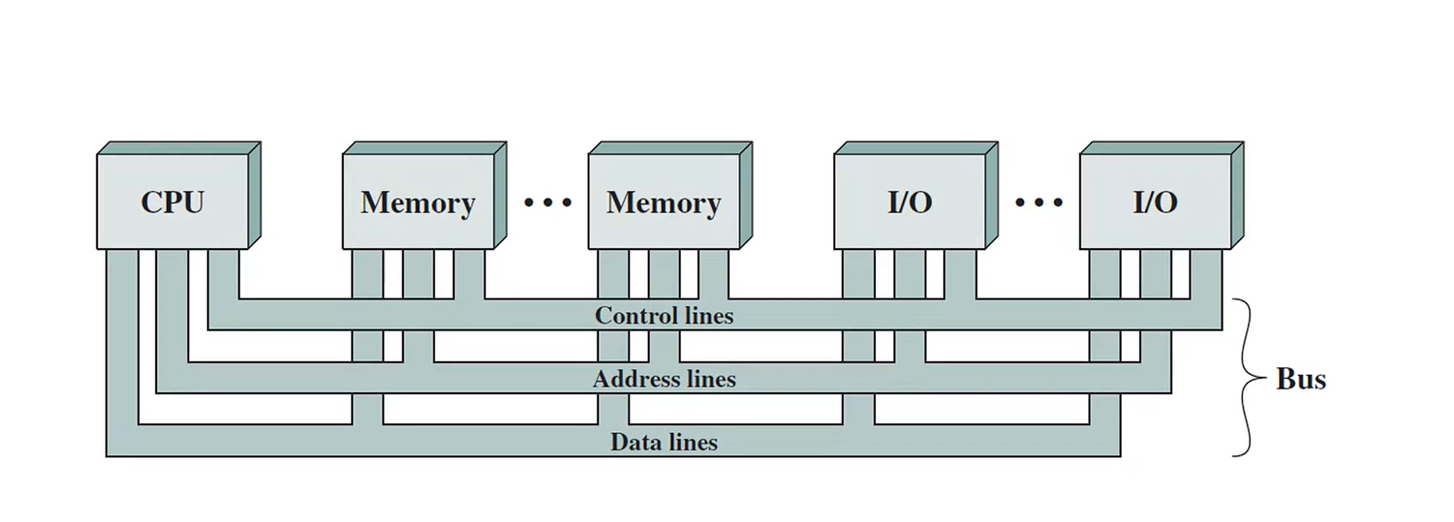 CPU
Memory
• • •
Memory
I/O
• • •
I/O
Control lines
Address lines
Data lines
Bus